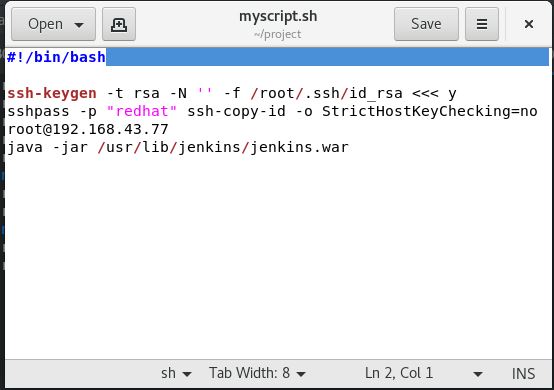 Open
myscript.sh
~/project
Save
#!/bin/bash
ssh-keygen -t rsa -N '' -f /root/.ssh/id_rsa <<< y
sshpass -p "redhat" ssh-copy-id -o StrictHostKeyChecking=no
root@192.168.43.77
java -jar /usr/lib/jenkins/jenkins.war
sh Tab Width: 8 Ln 2, Col 1 INS